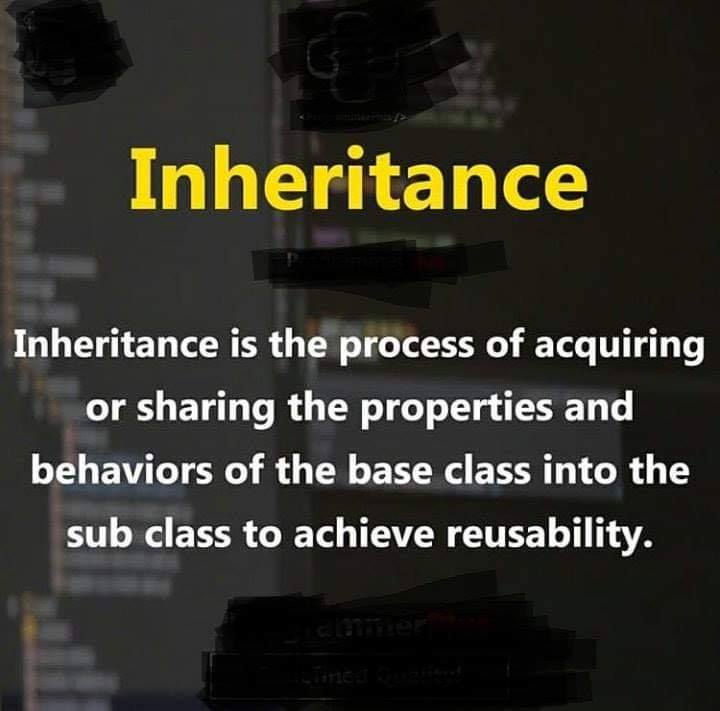 Inheritance
Inheritance is the process of acquiring
or sharing the properties and
behaviors of the base class into the
sub class to achieve reusability.